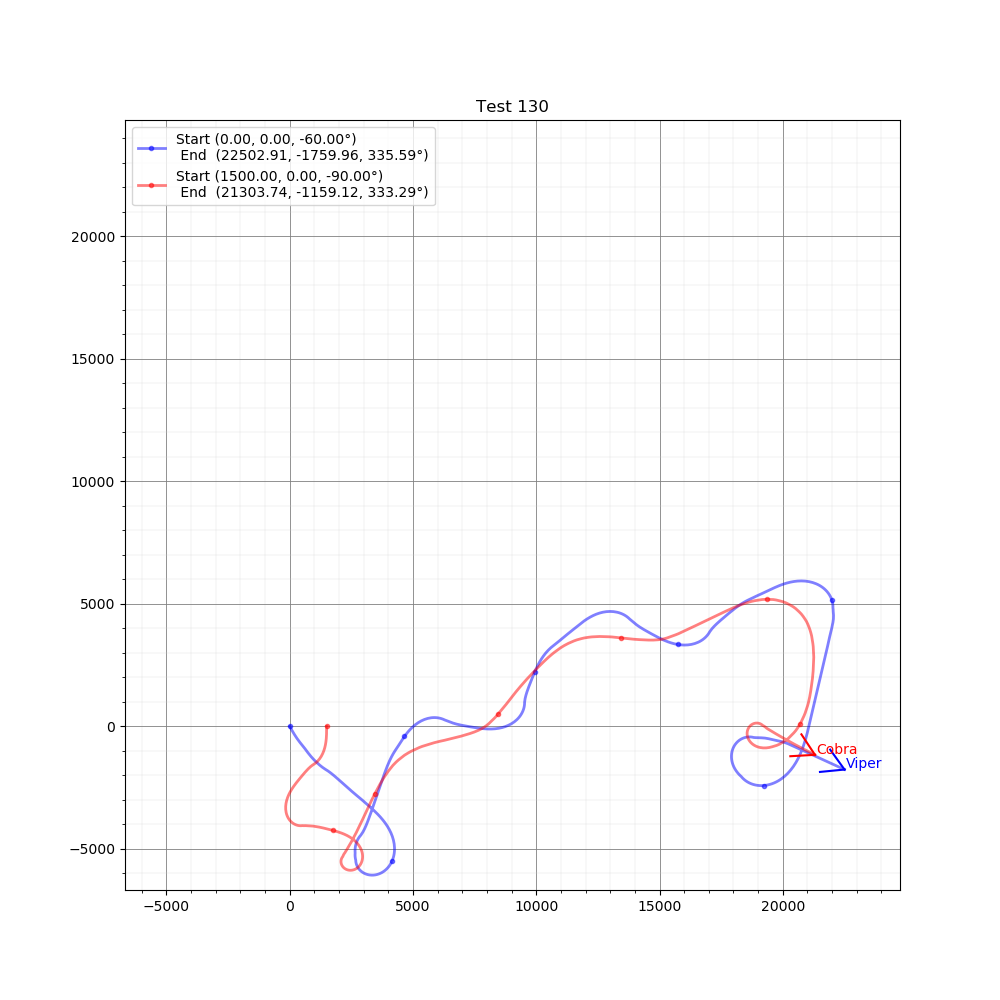 Test 130
Start (0.00, 0.00, -60.00°)
End  (22502.91, -1759.96, 335.59°)
Start (1500.00, 0.00, -90.00°)
End  (21303.74, -1159.12, 333.29°)
20000
15000
10000
5000
0
−5000
Cobra
Viper
−5000 0 5000 10000 15000 20000